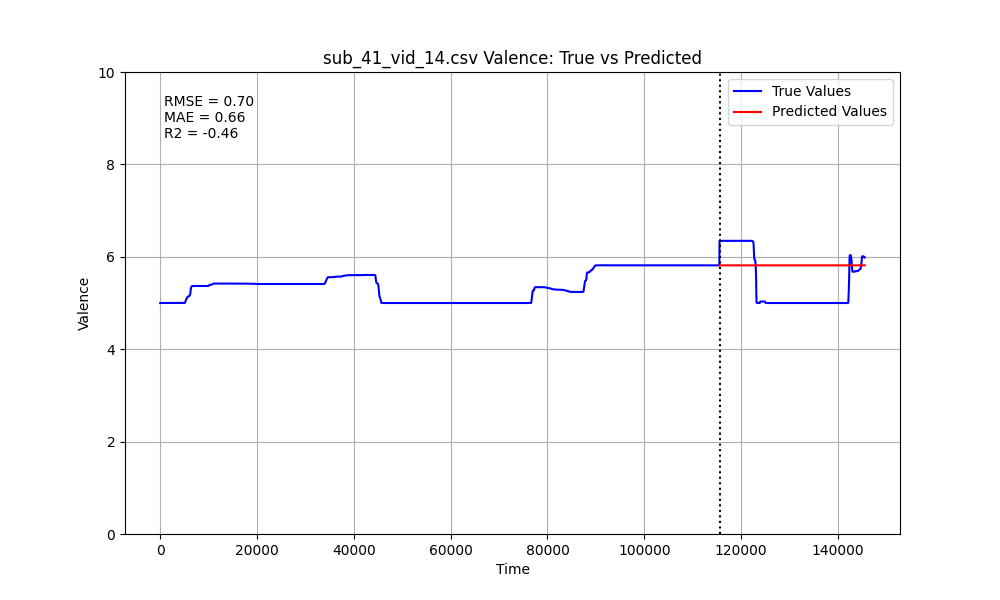 sub_41_vid_14.csv Valence: True vs Predicted
RMSE = 0.70
MAE = 0.66
R2 = -0.46
True Values
Predicted Values
10
8
6
4
2
0
Valence
0 20000 40000 60000 80000 100000 120000 140000
Time